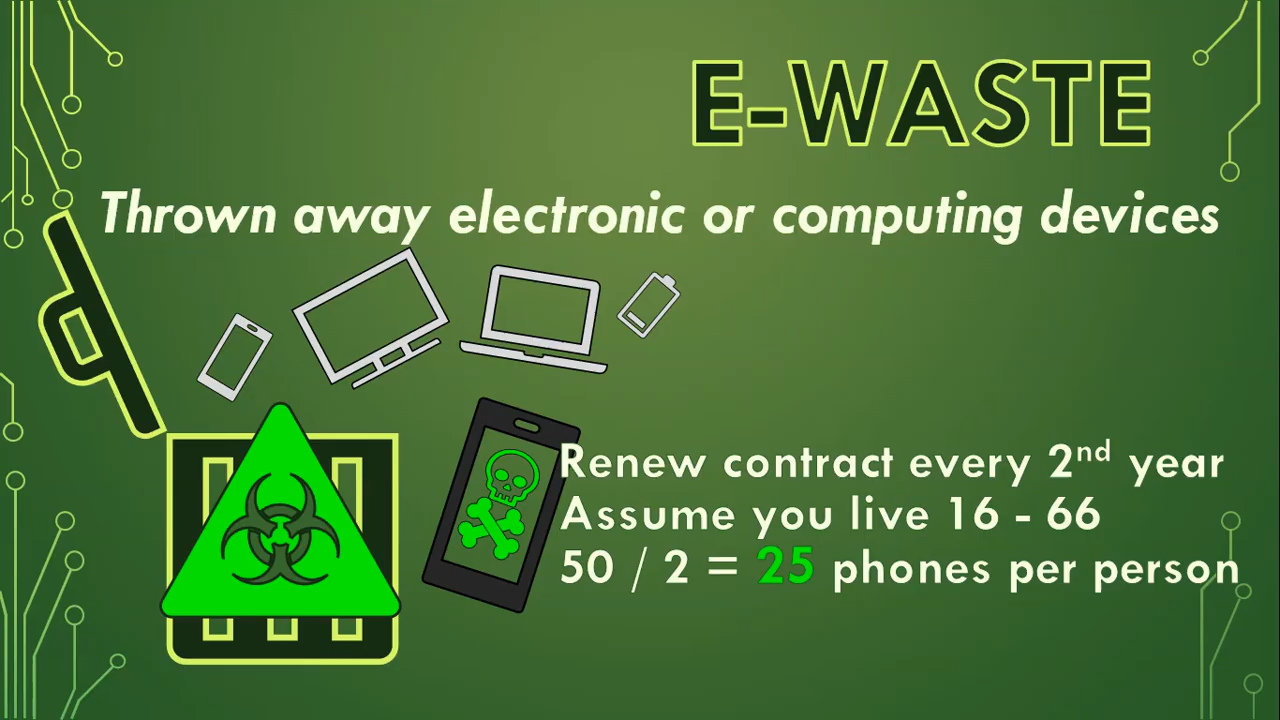 E-WASTE
Thrown away electronic or computing devices
Renew contract every 2nd year
Assume you live 16 - 66
50 / 2 = 25 phones per person